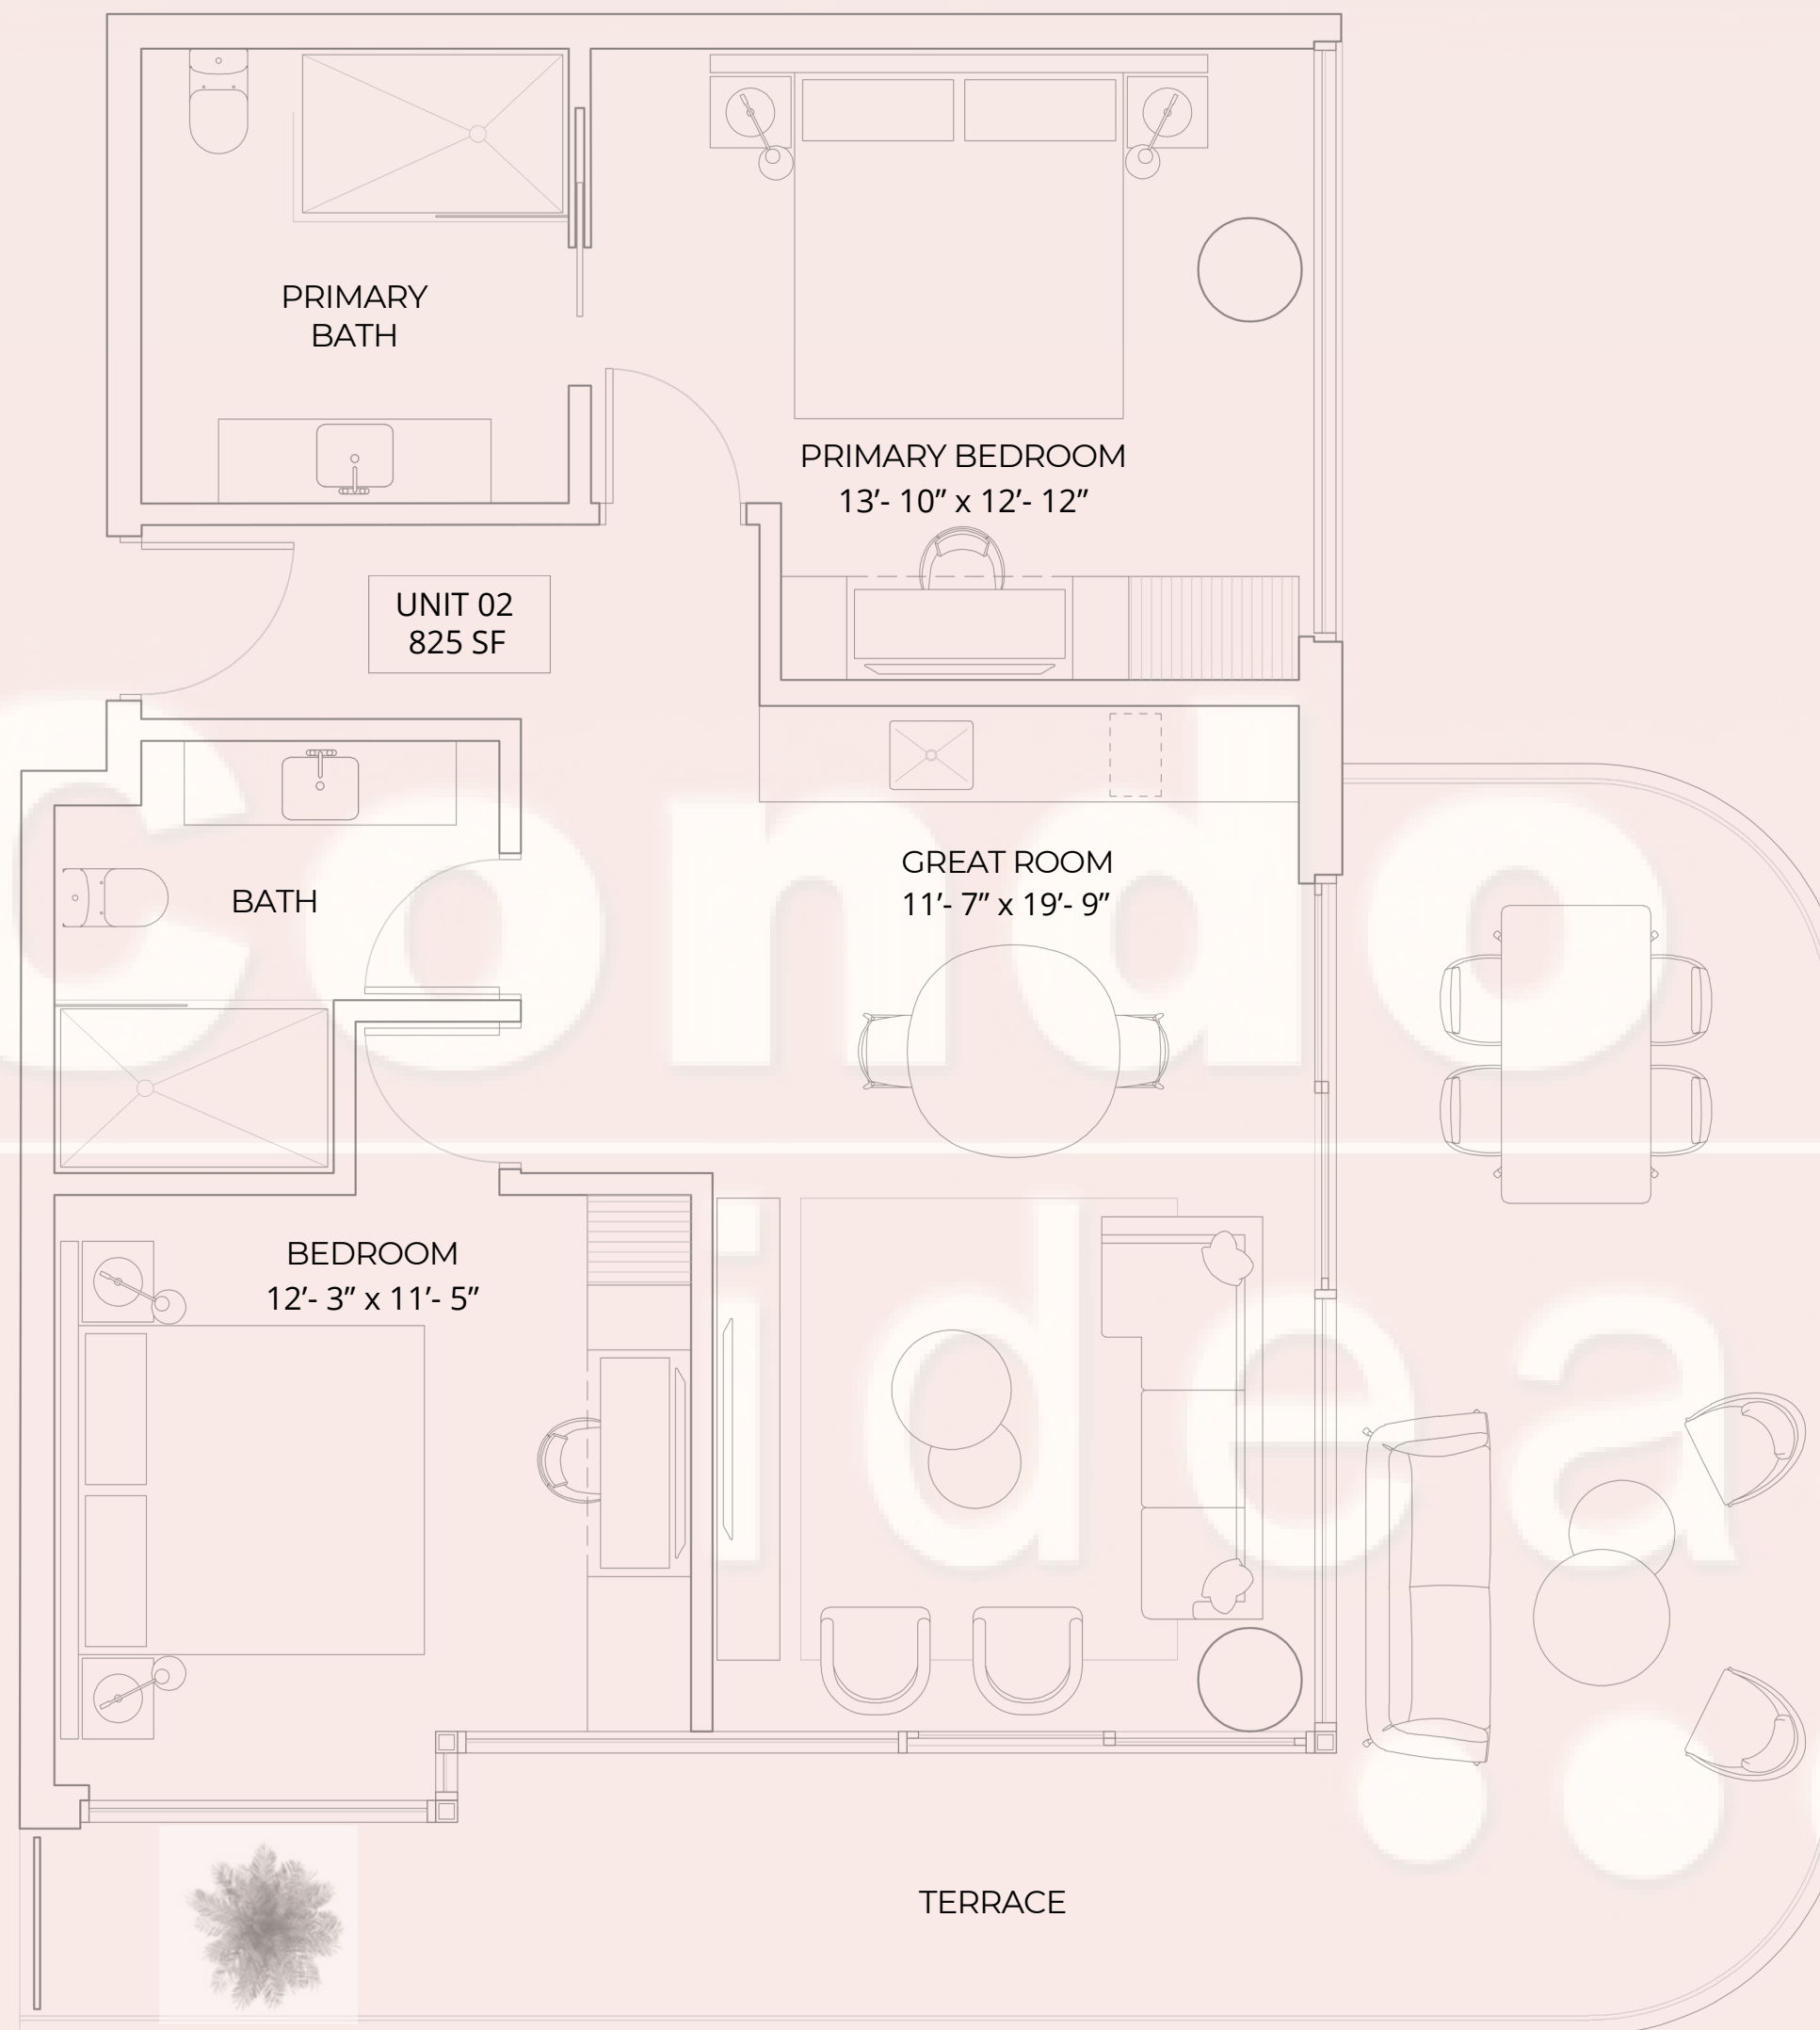 PRIMARY
BATH
PRIMARY BEDROOM
13’- 10” x 12’- 12”
UNIT 02
825 SF
GREAT ROOM
11’- 7” x 19’- 9”
BATH
BEDROOM
12’- 3” x 11’- 5”
TERRACE
Condo
ideas